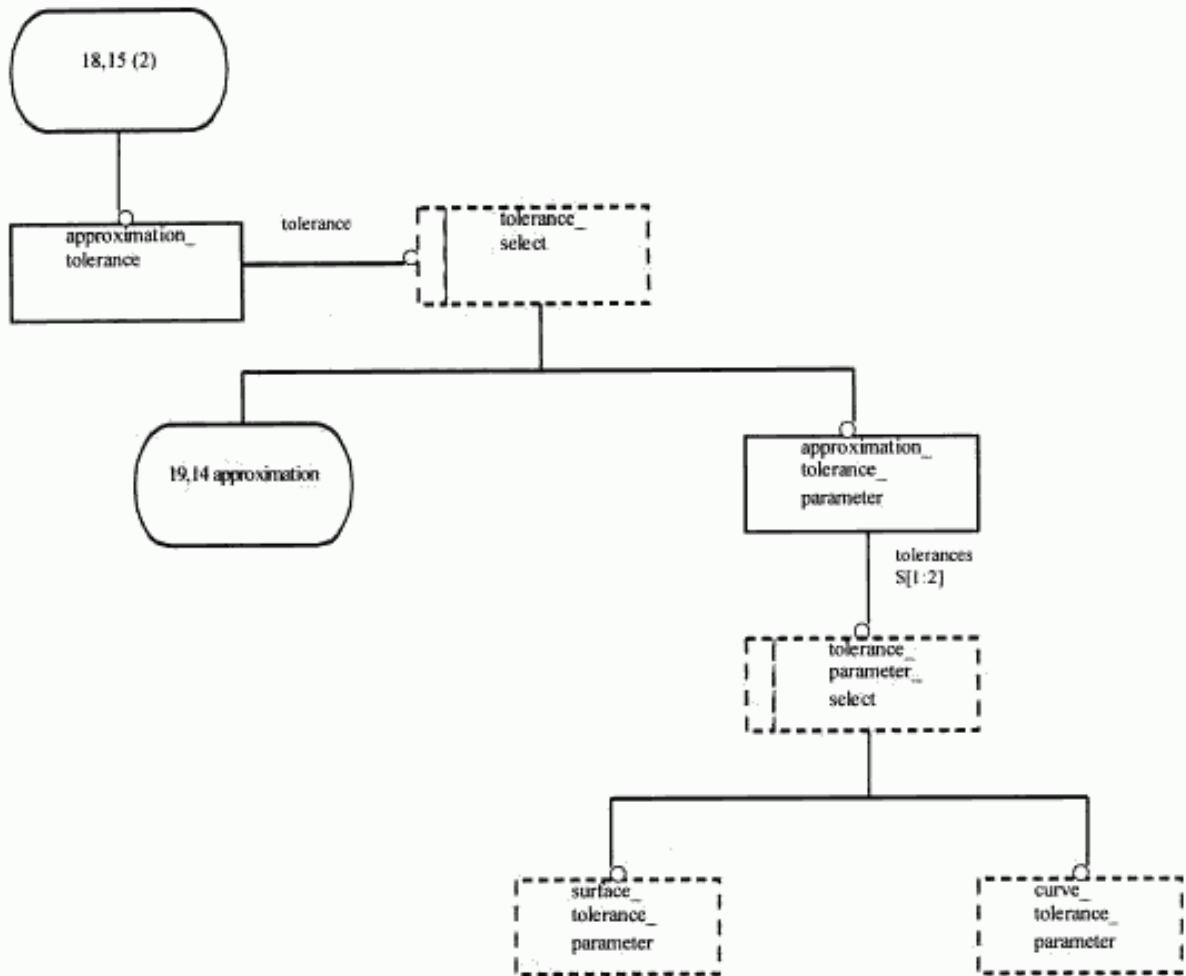 18,15 (2)
approximation_
tolerance
tolerance
tolerance_
select
19,14 approximation
approximation_
tolerance_
parameter
tolerances
S[1:2]
tolerance_
parameter_
select
surface_
tolerance_
parameter
curve_
tolerance_
parameter